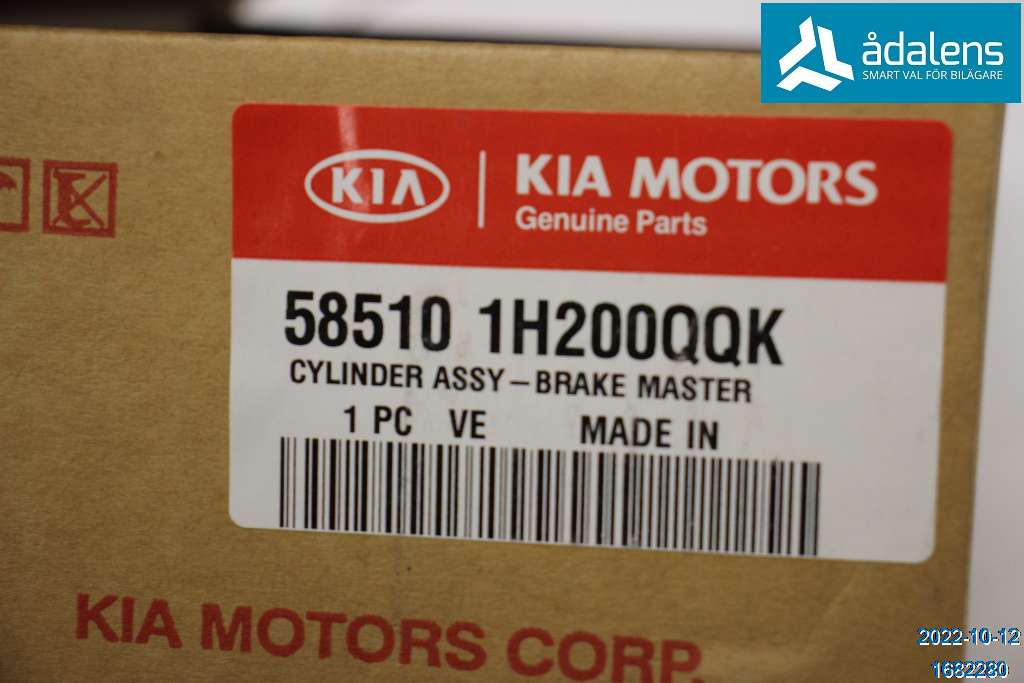 ådalens
SMART VAL FÖR BILÄGARE
KIA
KIA MOTORS
Genuine Parts
58510 1H200QQK
CYLINDER ASSY – BRAKE MASTER
1 PC VE MADE IN
KIA MOTORS CORP.
2022-10-12
1682280